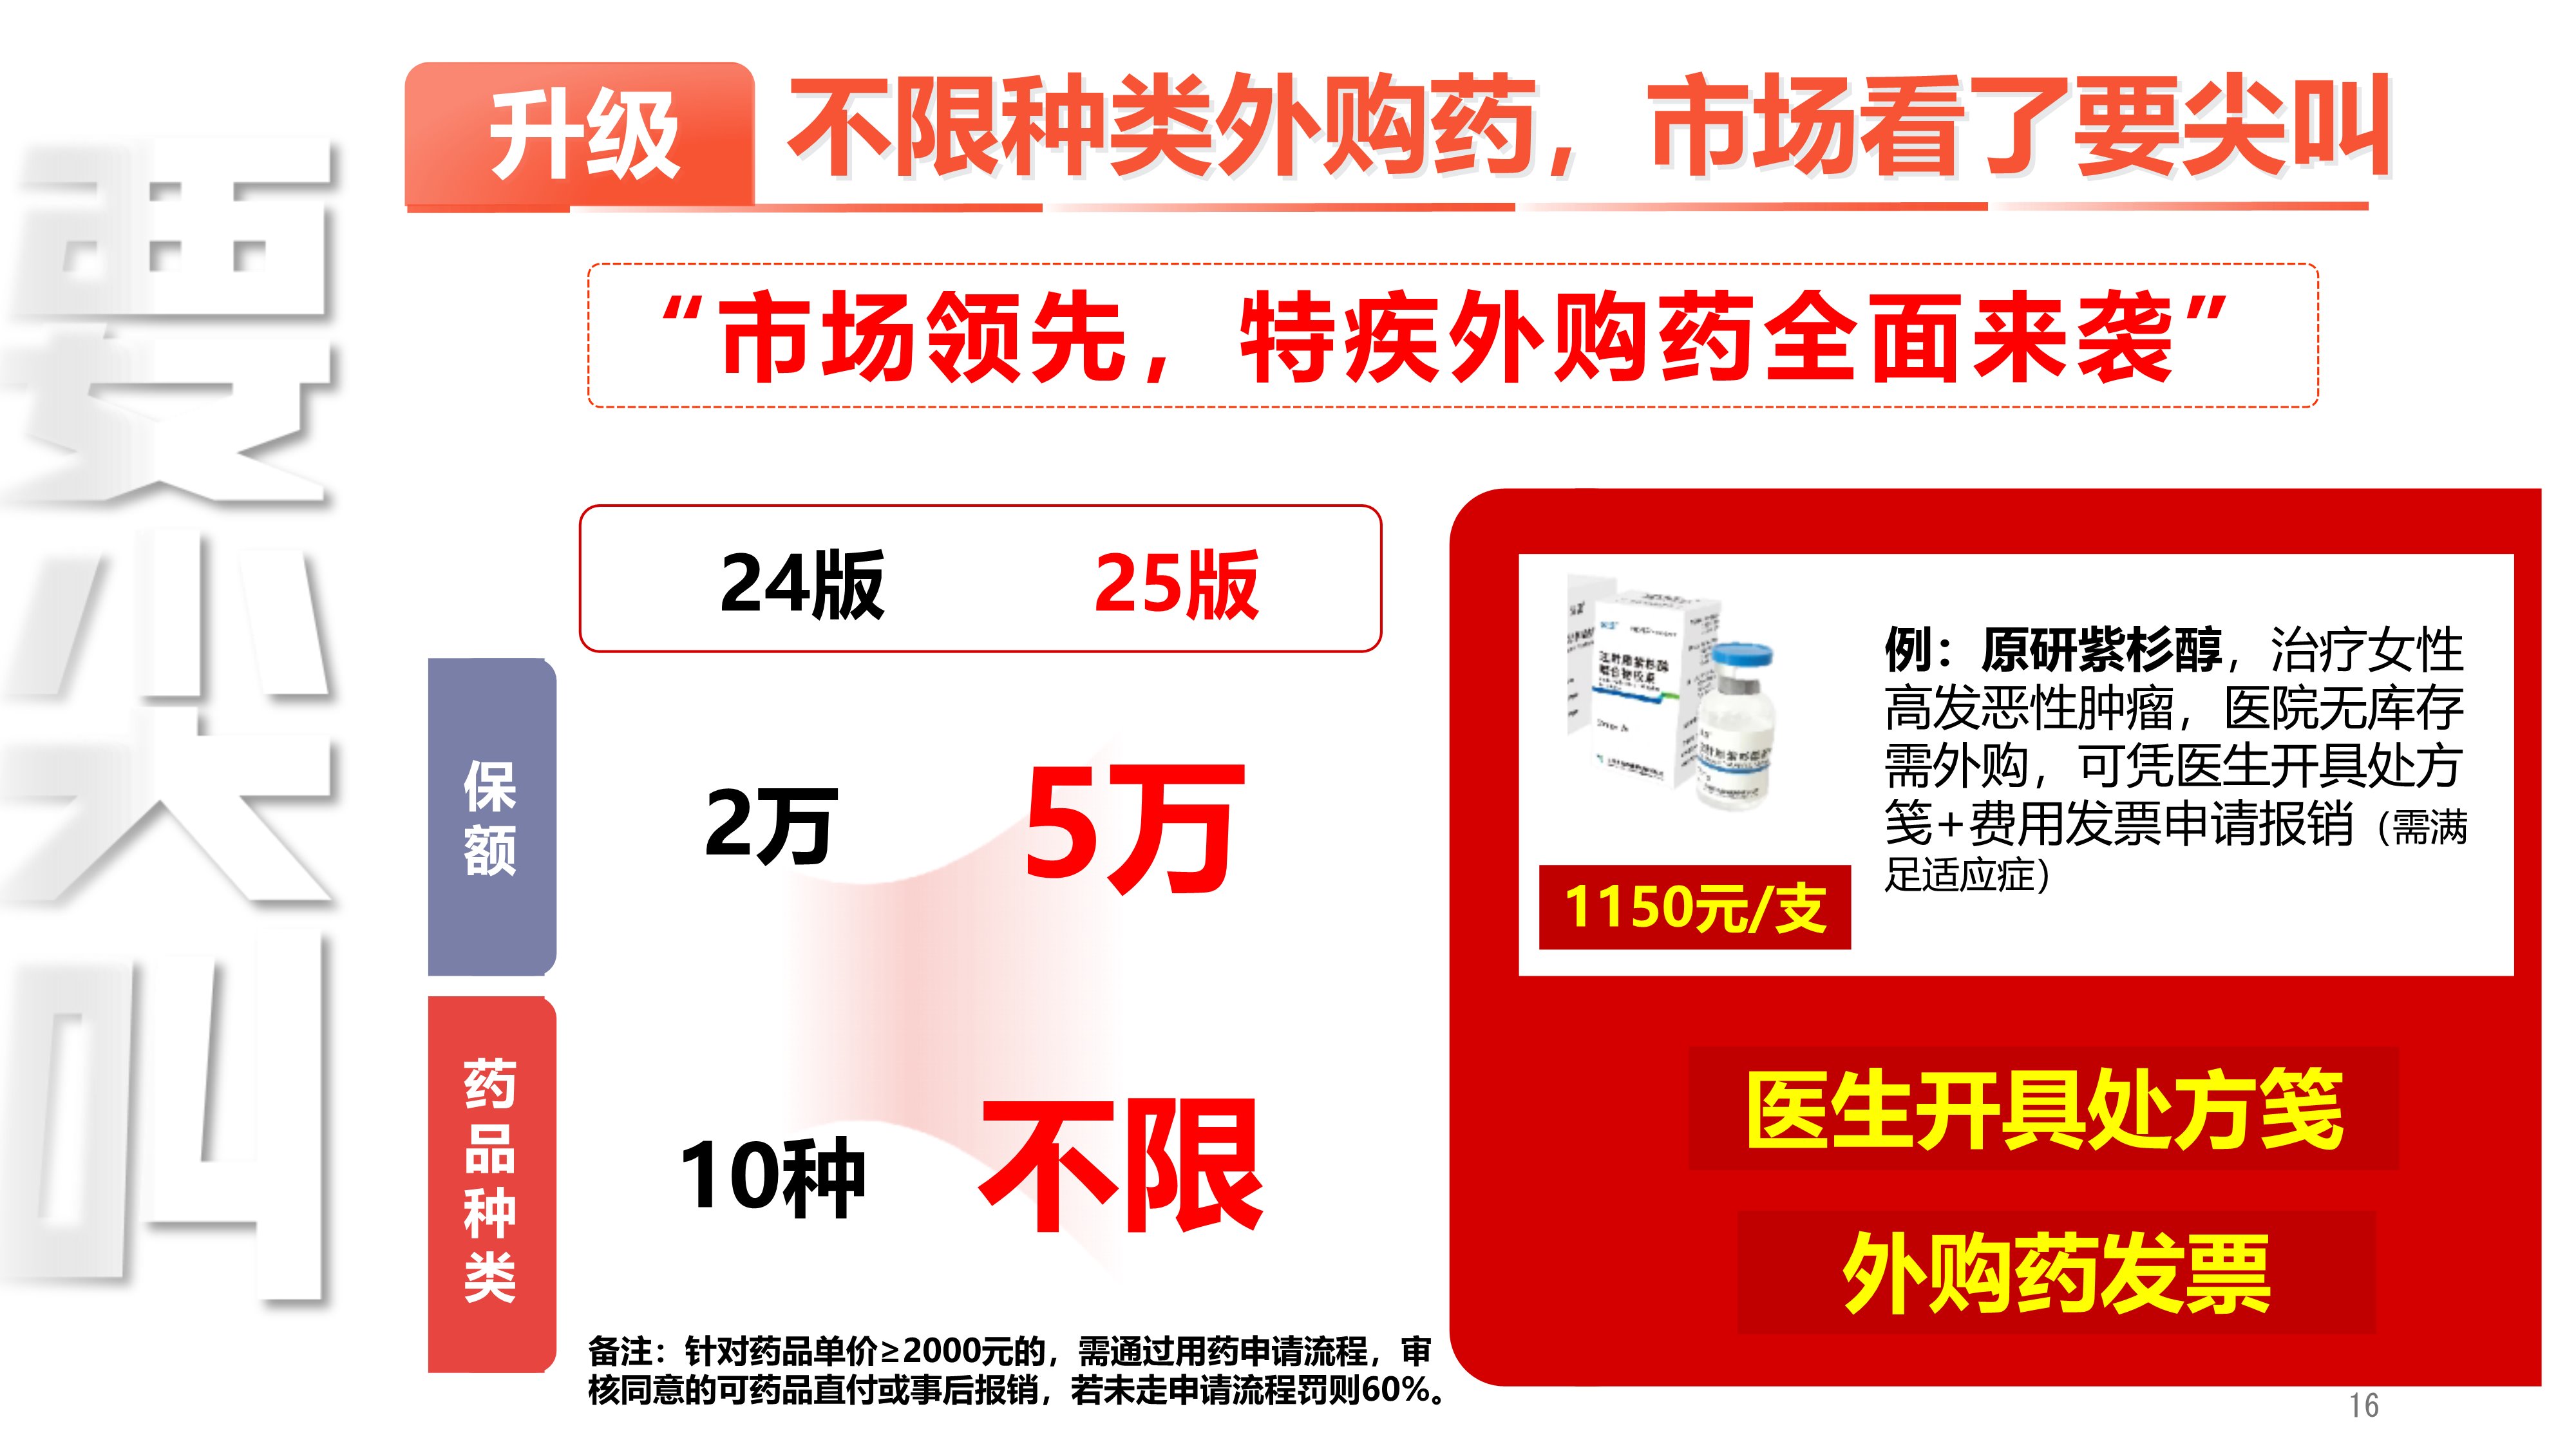 要尖叫
升级
不限种类外购药，市场看了要尖叫
“市场领先，特疾外购药全面来袭”
24版 25版
保额
2万 5万
药品种类
10种 不限
备注：针对药品单价≥2000元的，需通过用药申请流程，审
核同意的可药品直付或事后报销，若未走申请流程罚则60%。
注射用紫杉醇
1150元/支
例：原研紫杉醇，治疗女性
高发恶性肿瘤，医院无库存
需外购，可凭医生开具处方
笺+费用发票申请报销（需满
足适应症）
医生开具处方笺
外购药发票
16